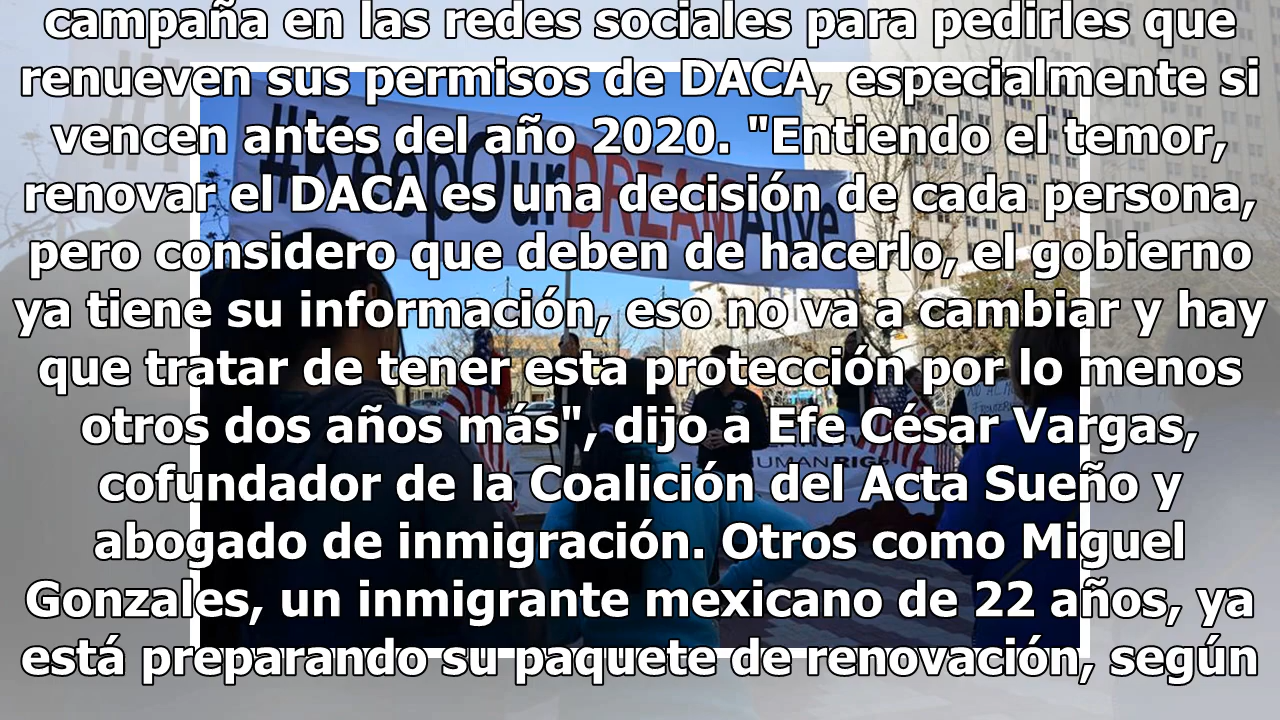 campaña en las redes sociales para pedirles que
renueven sus permisos de DACA, especialmente si
vencen antes del año 2020. "Entiendo el temor,
renovar el DACA es una decisión de cada persona,
pero considero que deben de hacerlo, el gobierno
ya tiene su información, eso no va a cambiar y hay
que tratar de tener esta protección por lo menos
otros dos años más", dijo a Efe César Vargas,
cofundador de la Coalición del Acta Sueño y
abogado de inmigración. Otros como Miguel
Gonzales, un inmigrante mexicano de 22 años, ya
está preparando su paquete de renovación, según
#KeepOurDREAMAlive
HUMAN